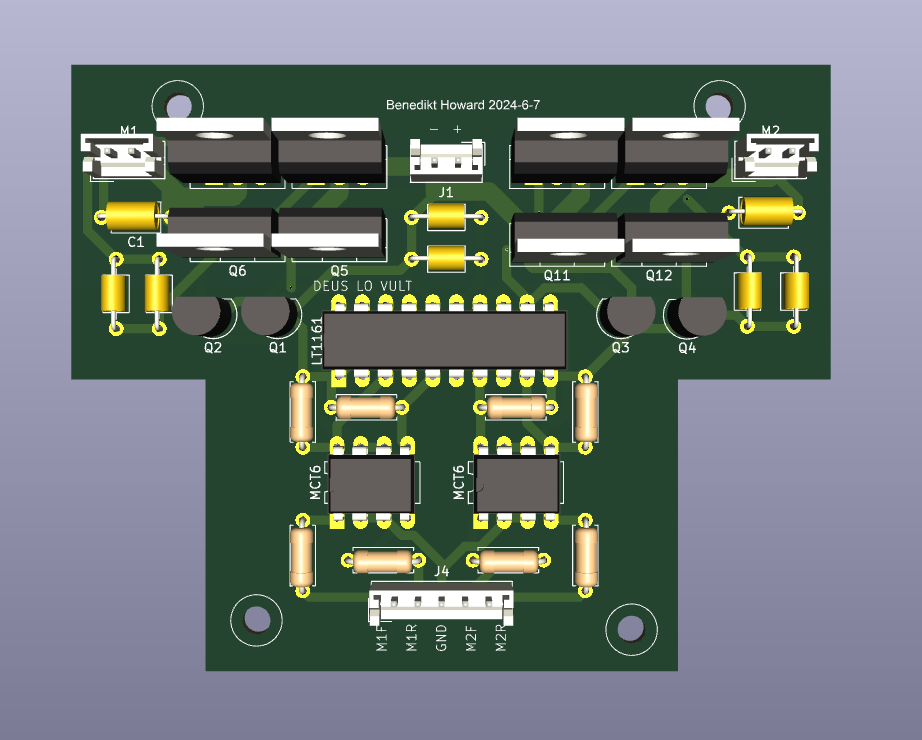 Benedikt Howard 2024-6-7
M1
− +
M2
J1
C1
Q6
Q5
Q11
Q12
DEUS LO VULT
Q2
Q1
LT1161
Q3
Q4
MCT6
MCT6
J4
M1F
M1R
GND
M2F
M2R